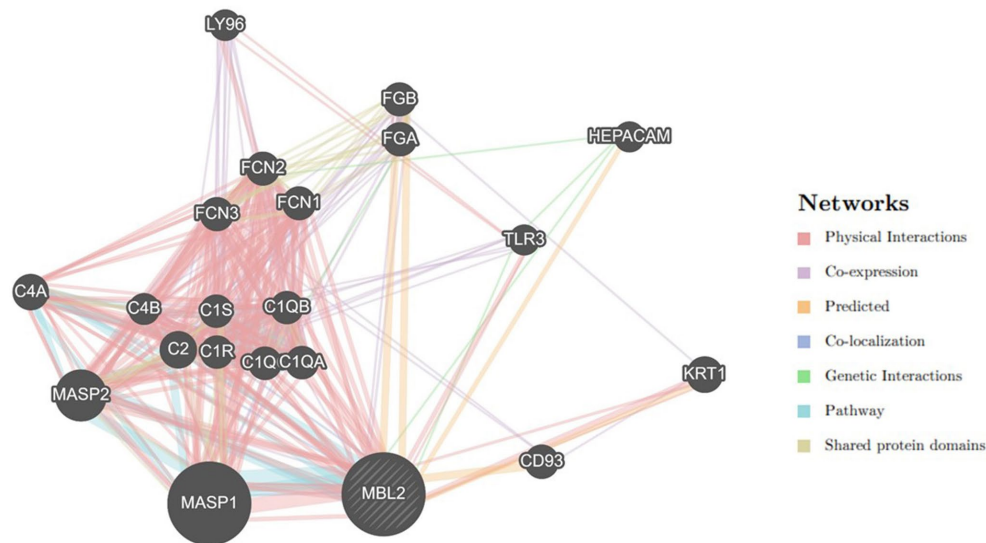 LY96
FGB
FGA
HEPACAM
FCN2
FCN1
FCN3
TLR3
C4A
C4B
C1S
C1QB
C2
C1R
C1Q
C1QA
KRT1
MASP2
CD93
MBL2
MASP1
Networks
Physical Interactions
Co-expression
Predicted
Co-localization
Genetic Interactions
Pathway
Shared protein domains